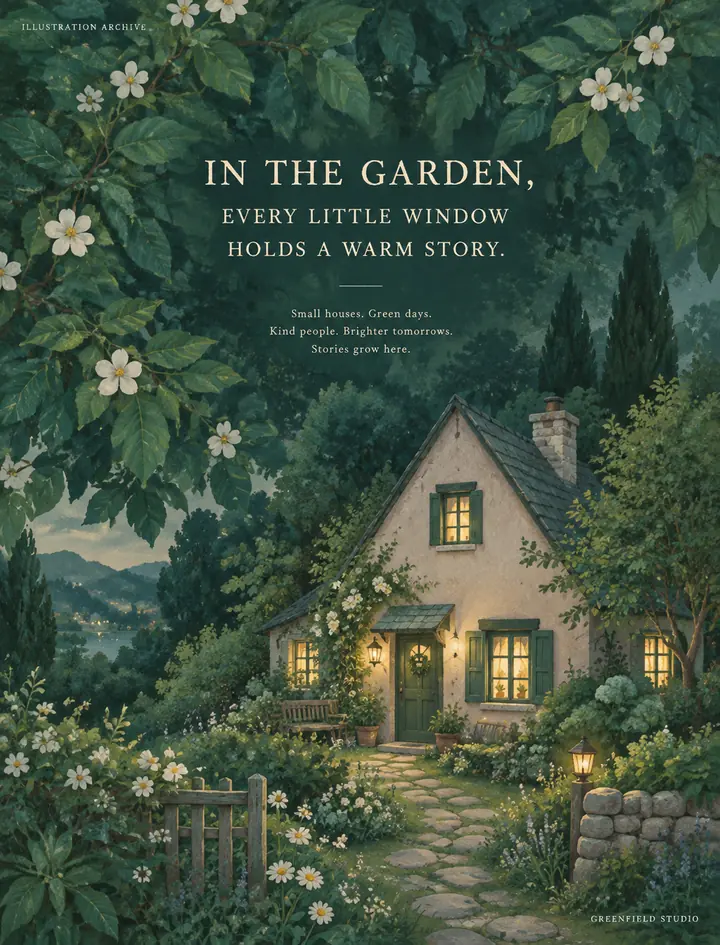 ILLUSTRATION ARCHIVE
IN THE GARDEN,
EVERY LITTLE WINDOW
HOLDS A WARM STORY.
Small houses. Green days.
Kind people. Brighter tomorrows.
Stories grow here.
GREENFIELD STUDIO